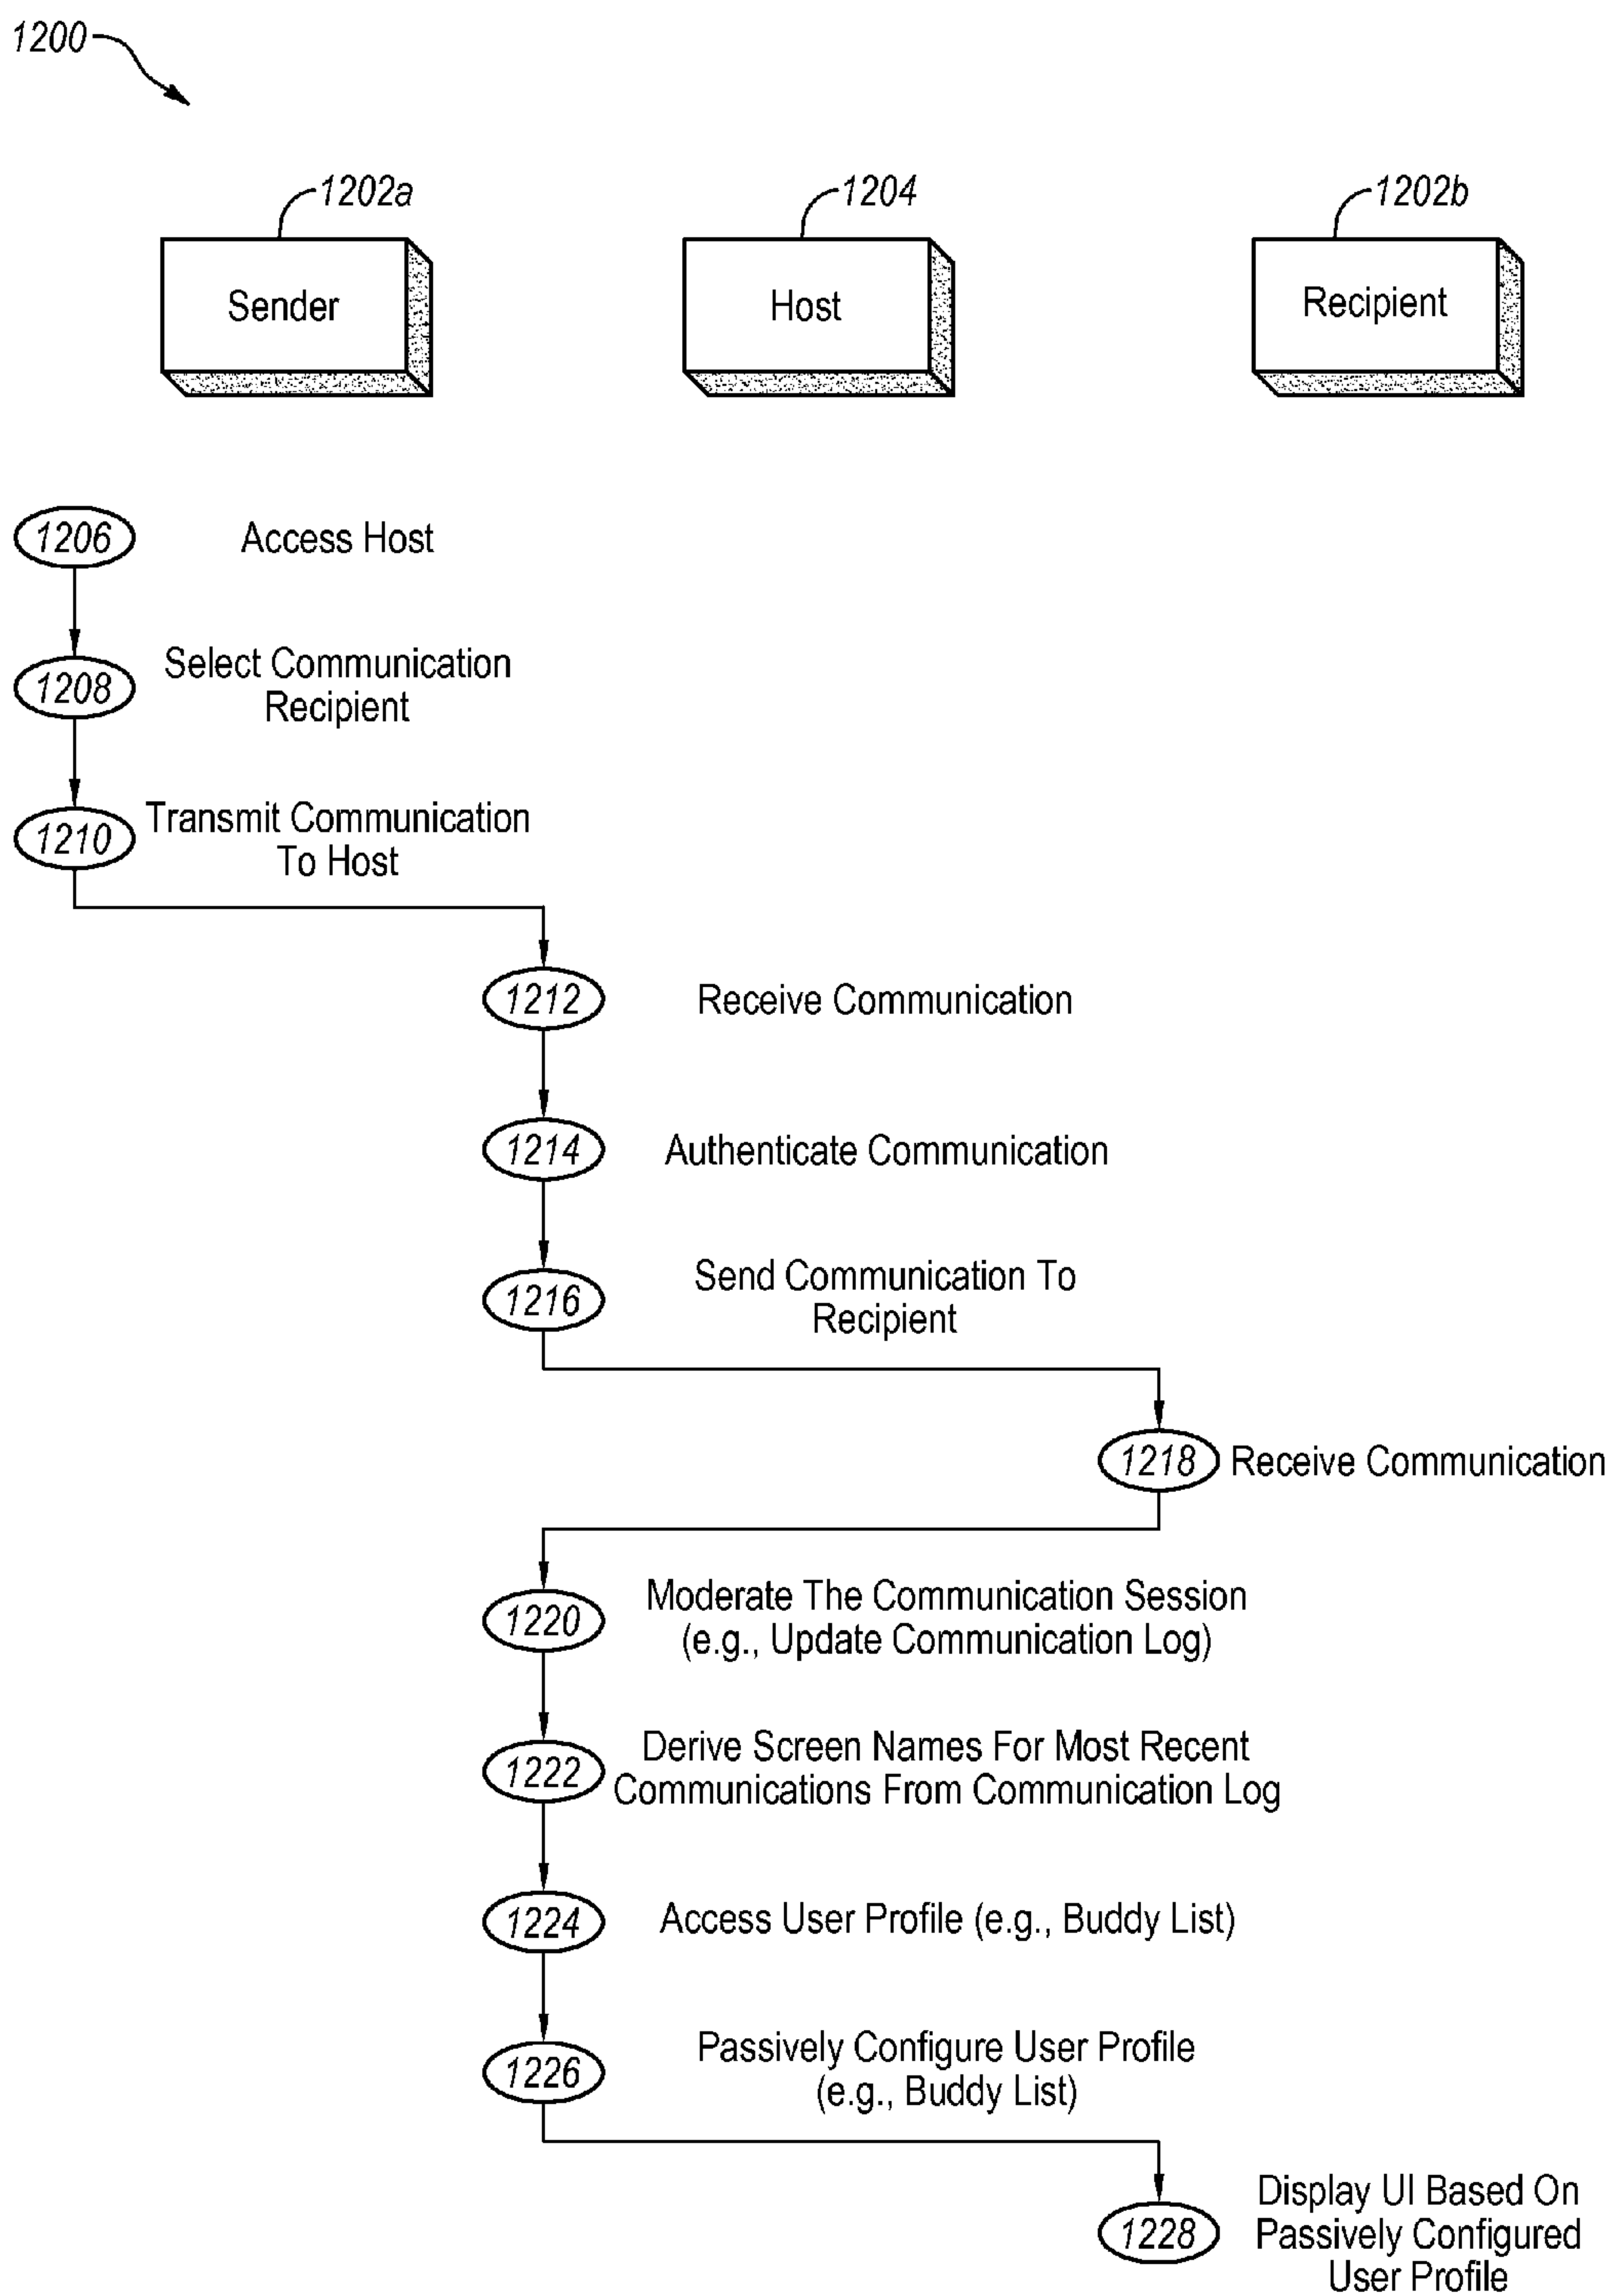 1200
1202a
1204
1202b
Sender
Host
Recipient
1206
Access Host
1208
Select Communication
Recipient
1210
Transmit Communication
To Host
1212
Receive Communication
1214
Authenticate Communication
1216
Send Communication To
Recipient
1218
Receive Communication
1220
Moderate The Communication Session
(e.g., Update Communication Log)
1222
Derive Screen Names For Most Recent
Communications From Communication Log
1224
Access User Profile (e.g., Buddy List)
1226
Passively Configure User Profile
(e.g., Buddy List)
1228
Display UI Based On
Passively Configured
User Profile